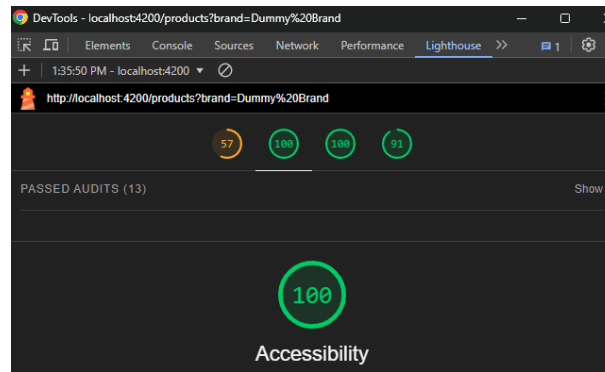 DevTools - localhost:4200/products?brand=Dummy%20Brand
Elements Console Sources Network Performance Lighthouse 1
1:35:50 PM - localhost:4200
http://localhost:4200/products?brand=Dummy%20Brand
57 100 100 91
PASSED AUDITS (13) Show
100
Accessibility